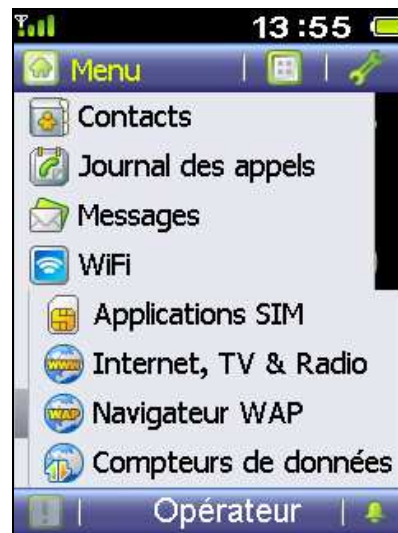 13:55
Menu
Contacts
Journal des appels
Messages
WiFi
Applications SIM
Internet, TV & Radio
Navigateur WAP
Compteurs de données
Opérateur